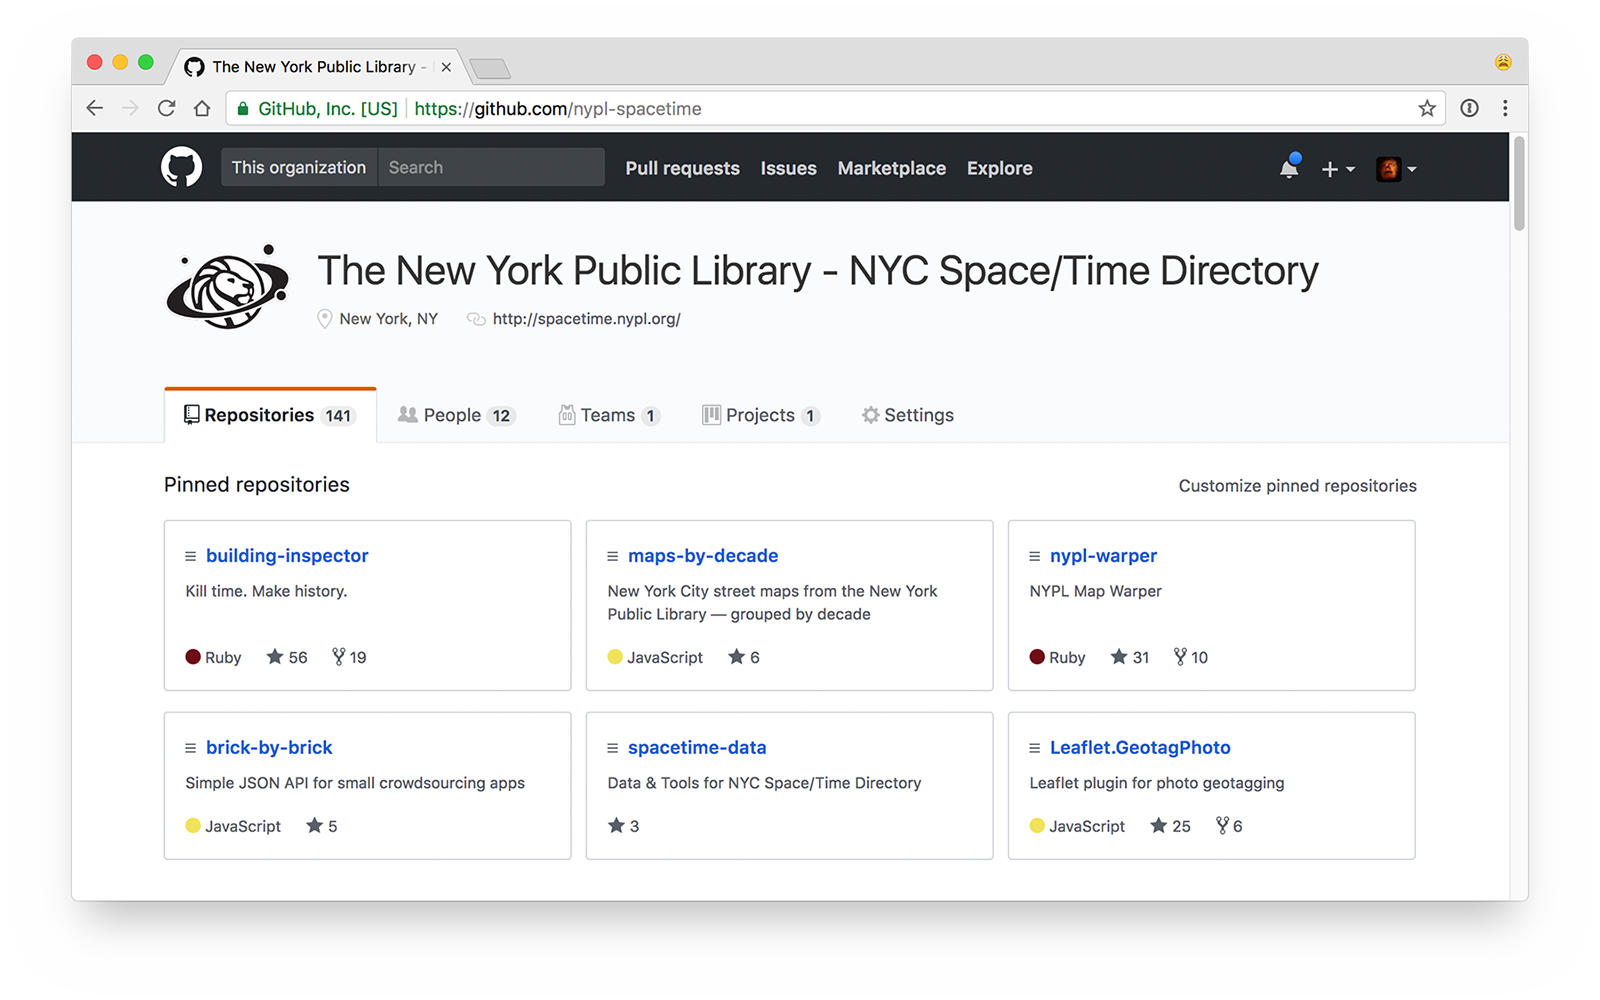 The New York Public Library -
GitHub, Inc. [US] https://github.com/nypl-spacetime
This organization Search Pull requests Issues Marketplace Explore
The New York Public Library - NYC Space/Time Directory
New York, NY http://spacetime.nypl.org/
Repositories 141 People 12 Teams 1 Projects 1 Settings
Pinned repositories Customize pinned repositories
building-inspector
Kill time. Make history.
Ruby 56 19
maps-by-decade
New York City street maps from the New York
Public Library — grouped by decade
JavaScript 6
nypl-warper
NYPL Map Warper
Ruby 31 10
brick-by-brick
Simple JSON API for small crowdsourcing apps
JavaScript 5
spacetime-data
Data & Tools for NYC Space/Time Directory
3
Leaflet.GeotagPhoto
Leaflet plugin for photo geotagging
JavaScript 25 6